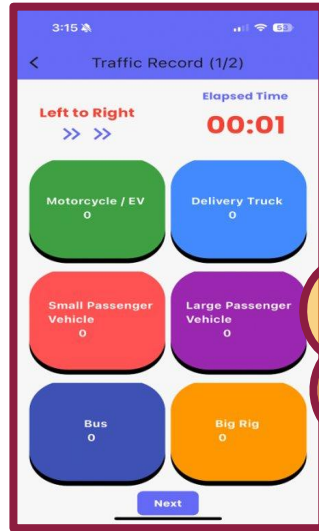 3:15 53
Traffic Record (1/2)
Elapsed Time
Left to Right
00:01
Motorcycle / EV
0
Delivery Truck
0
Small Passenger
Vehicle
0
Large Passenger
Vehicle
0
Bus
0
Big Rig
0
Next